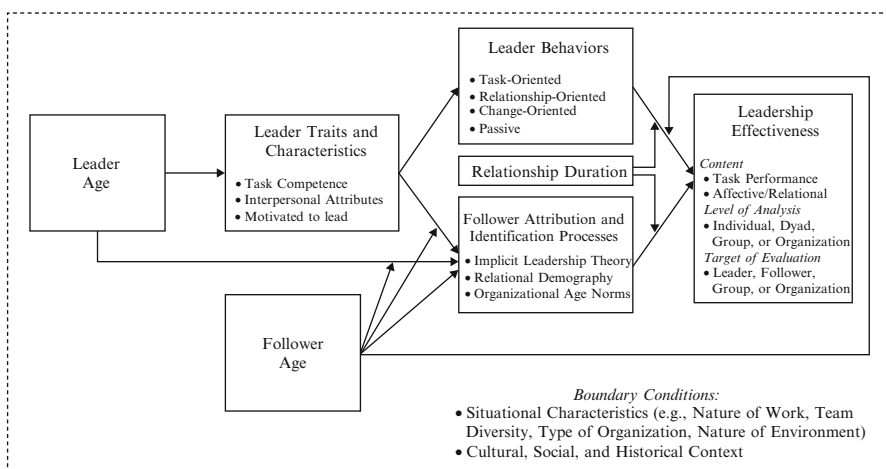 Leader
Age
Leader Traits and
Characteristics
• Task Competence
• Interpersonal Attributes
• Motivated to lead
Leader Behaviors
• Task-Oriented
• Relationship-Oriented
• Change-Oriented
• Passive
Relationship Duration
Follower Attribution and
Identification Processes
• Implicit Leadership Theory
• Relational Demography
• Organizational Age Norms
Leadership
Effectiveness
Content
• Task Performance
• Affective/Relational
Level of Analysis
• Individual, Dyad,
Group, or Organization
Target of Evaluation
• Leader, Follower,
Group, or Organization
Follower
Age
Boundary Conditions:
• Situational Characteristics (e.g., Nature of Work, Team
Diversity, Type of Organization, Nature of Environment)
• Cultural, Social, and Historical Context